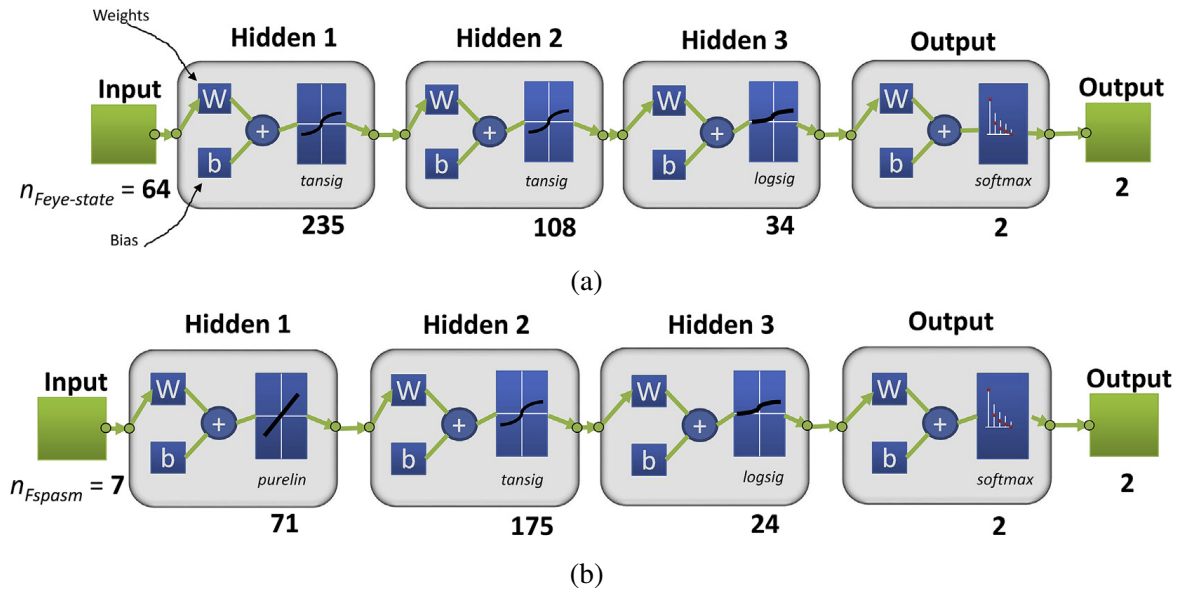 Weights
Hidden 1 Hidden 2 Hidden 3 Output
Input Output
W W W W
+ + + +
b b b b
tansig tansig logsig softmax
nFeye-state = 64 2
235 108 34 2
Bias
(a)
Hidden 1 Hidden 2 Hidden 3 Output
Input Output
W W W W
+ + + +
b b b b
purelin tansig logsig softmax
nFspasm = 7 2
71 175 24 2
(b)